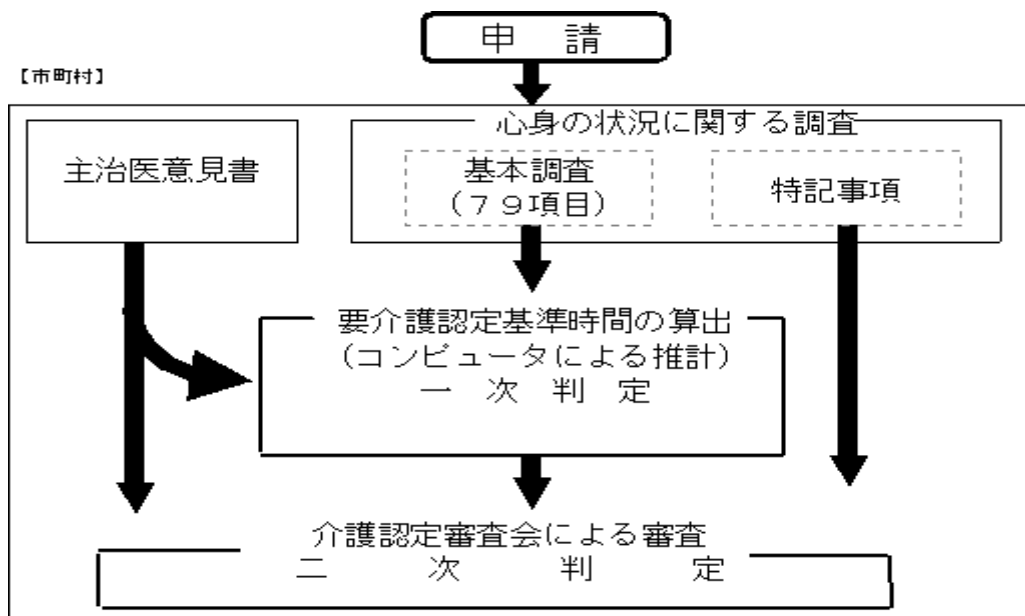 申　請
【市町村】
心身の状況に関する調査
主治医意見書
基本調査
（７９項目）
特記事項
要介護認定基準時間の算出
（コンピュータによる推計）
一　次　判　定
介護認定審査会による審査
二　次　判　定